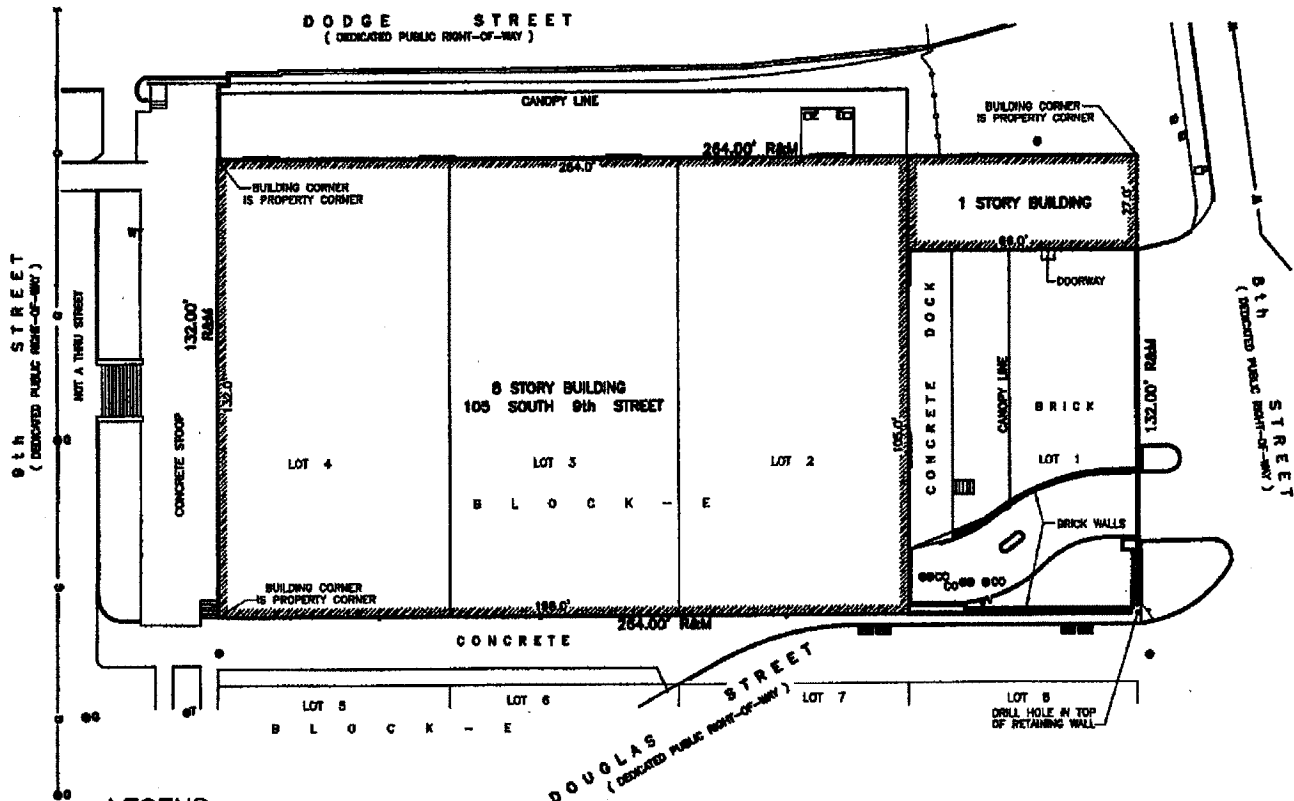 DODGE STREET
( DEDICATED PUBLIC RIGHT-OF-WAY )
CANOPY LINE
BUILDING CORNER
IS PROPERTY CORNER
264.00' R&M
264.0'
BUILDING CORNER
IS PROPERTY CORNER
1 STORY BUILDING
27.0'
66.0'
DOORWAY
9th STREET
( DEDICATED PUBLIC RIGHT-OF-WAY )
NOT A THRU STREET
CONCRETE STOOP
132.00'
R&M
132.0'
8 STORY BUILDING
105 SOUTH 9th STREET
LOT 4
LOT 3
LOT 2
BLOCK-E
105.0'
CONCRETE DOCK
CANOPY LINE
BRICK
LOT 1
132.00' R&M
8th STREET
( DEDICATED PUBLIC RIGHT-OF-WAY )
BRICK WALLS
BUILDING CORNER
IS PROPERTY CORNER
198.0'
264.00' R&M
CONCRETE
LOT 5
LOT 6
LOT 7
LOT 8
BLOCK-E
DOUGLAS STREET
( DEDICATED PUBLIC RIGHT-OF-WAY )
DRILL HOLE IN TOP
OF RETAINING WALL
LEGEND